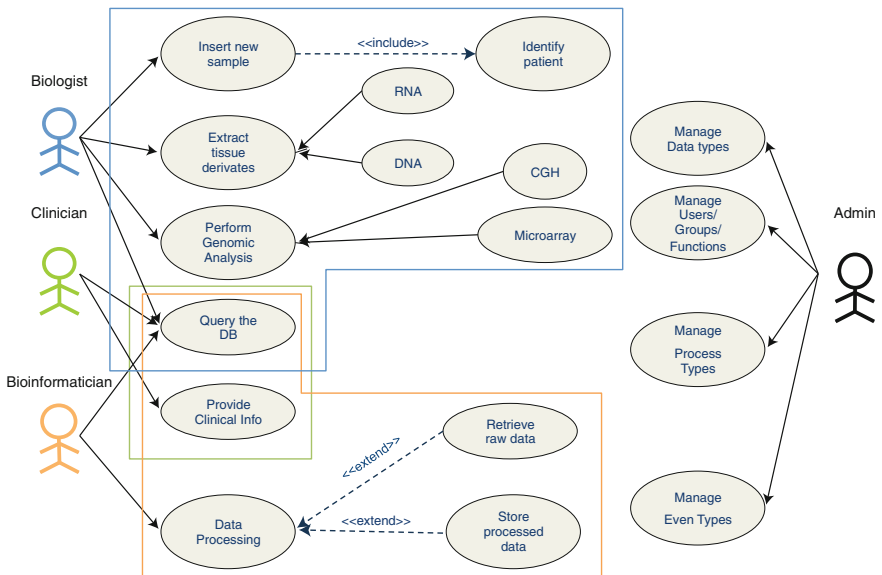 Insert new
sample
<<include>>
Identify
patient
Biologist
RNA
Extract
tissue
derivates
DNA
CGH
Manage
Data types
Clinician
Perform
Genomic
Analysis
Microarray
Manage
Users/
Groups/
Functions
Admin
Query the
DB
Manage
Process
Types
Bioinformatician
Provide
Clinical Info
Retrieve
raw data
<<extend>>
Data
Processing
<<extend>>
Store
processed
data
Manage
Even Types